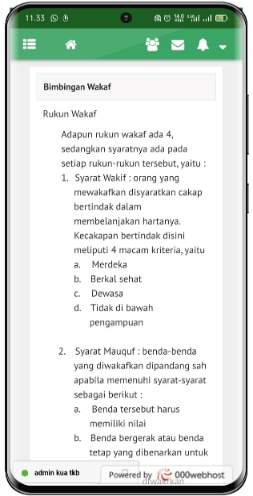 11.33
Bimbingan Wakaf
Rukun Wakaf
Adapun rukun wakaf ada 4,
sedangkan syaratnya ada pada
setiap rukun-rukun tersebut, yaitu :
1. Syarat Wakif : orang yang
mewakafkan disyaratkan cakap
bertindak dalam
membelanjakan hartanya.
Kecakapan bertindak disini
meliputi 4 macam kriteria, yaitu
a. Merdeka
b. Berkal sehat
c. Dewasa
d. Tidak di bawah
pengampuan
2. Syarat Mauquf : benda-benda
yang diwakafkan dipandang sah
apabila memenuhi syarat-syarat
sebagai berikut :
a. Benda tersebut harus
memiliki nilai
b. Benda bergerak atau benda
tetap yang dibenarkan untuk
diwakfkan
admin kua tkb
Powered by 000webhost